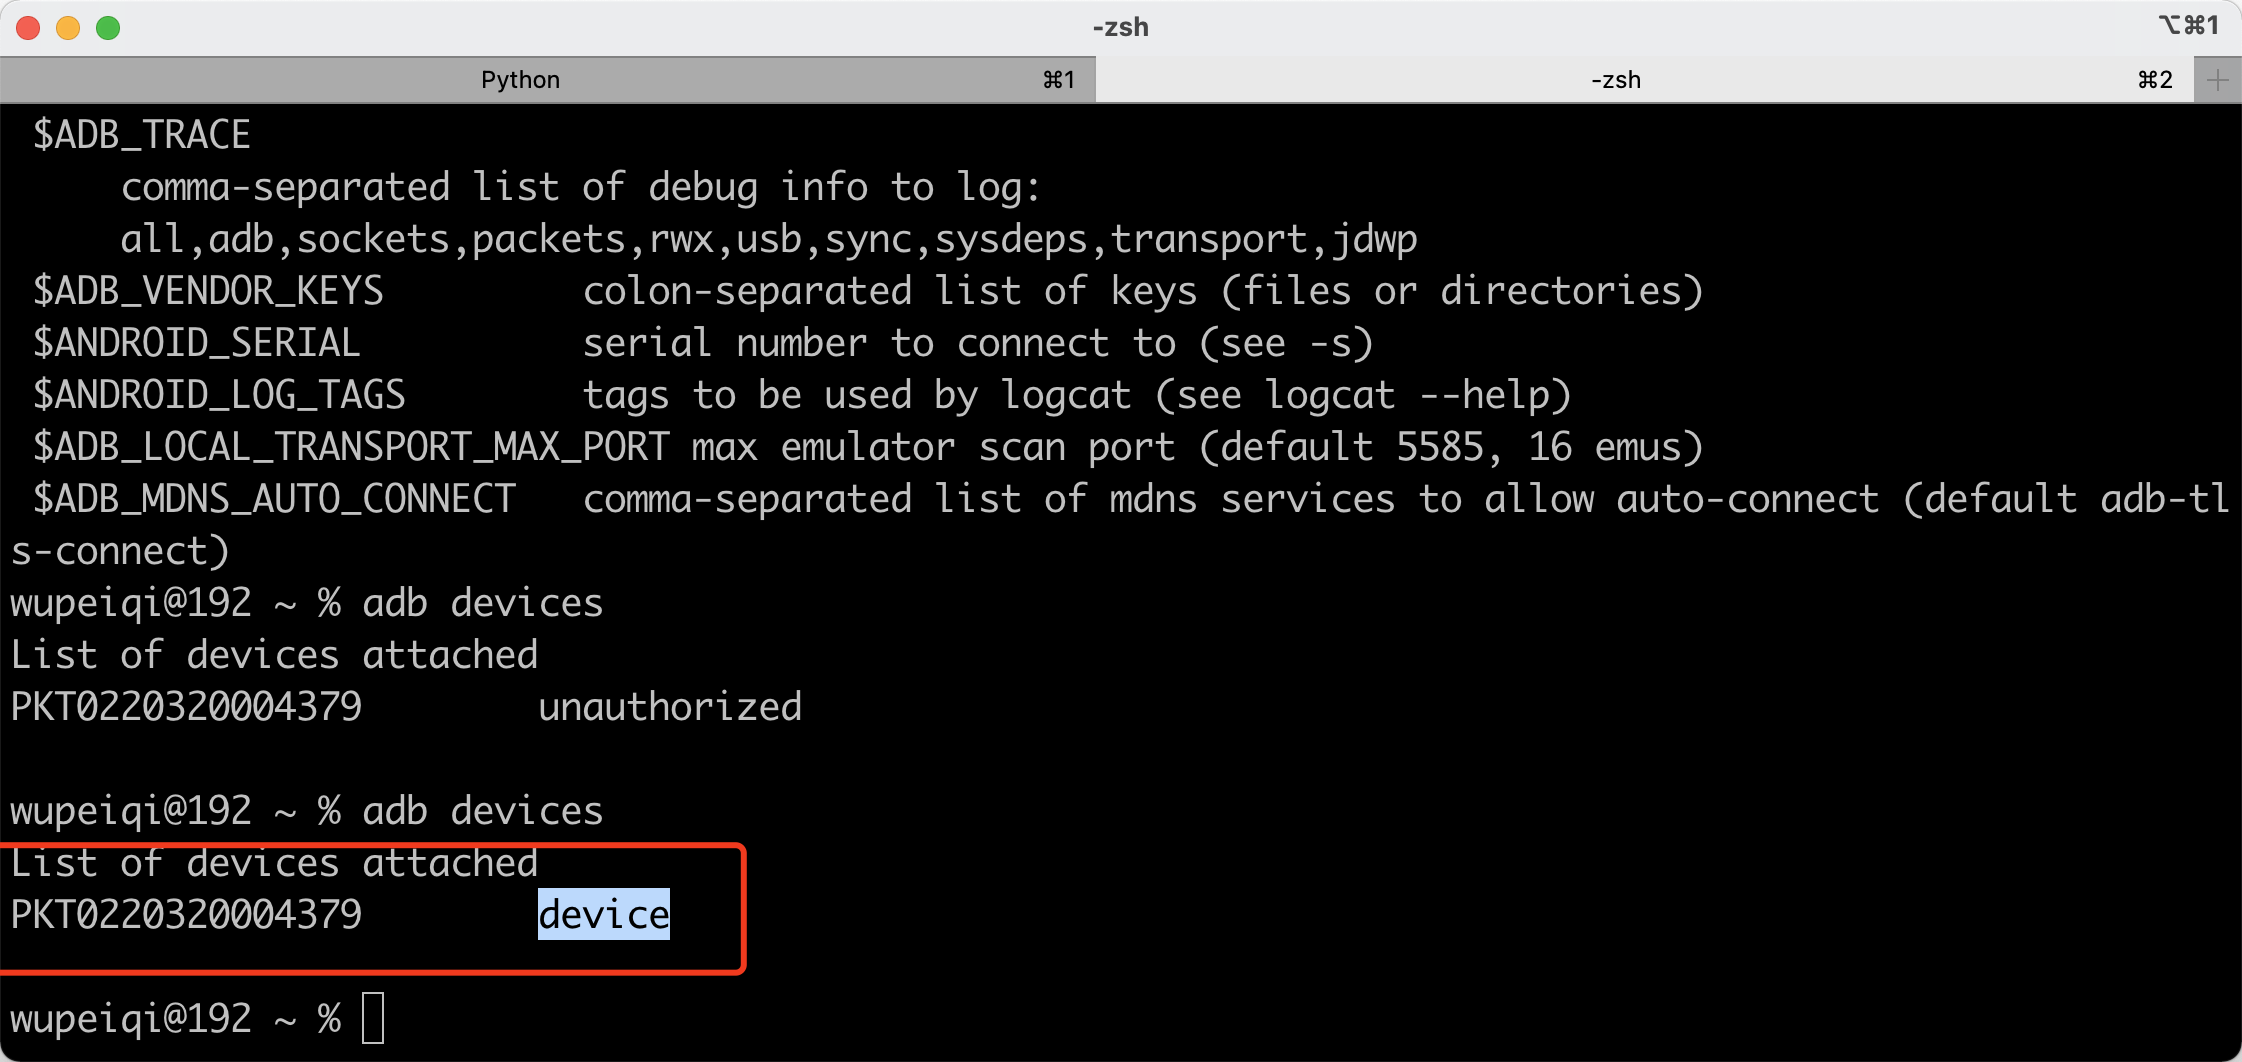 -zsh
⌥⌘1
Python ⌘1
-zsh ⌘2
$ADB_TRACE
comma-separated list of debug info to log:
all,adb,sockets,packets,rwx,usb,sync,sysdeps,transport,jdwp
$ADB_VENDOR_KEYS colon-separated list of keys (files or directories)
$ANDROID_SERIAL serial number to connect to (see -s)
$ANDROID_LOG_TAGS tags to be used by logcat (see logcat --help)
$ADB_LOCAL_TRANSPORT_MAX_PORT max emulator scan port (default 5585, 16 emus)
$ADB_MDNS_AUTO_CONNECT comma-separated list of mdns services to allow auto-connect (default adb-tl
s-connect)
wupeiqi@192 ~ % adb devices
List of devices attached
PKT0220320004379 unauthorized
wupeiqi@192 ~ % adb devices
List of devices attached
PKT0220320004379 device
wupeiqi@192 ~ %